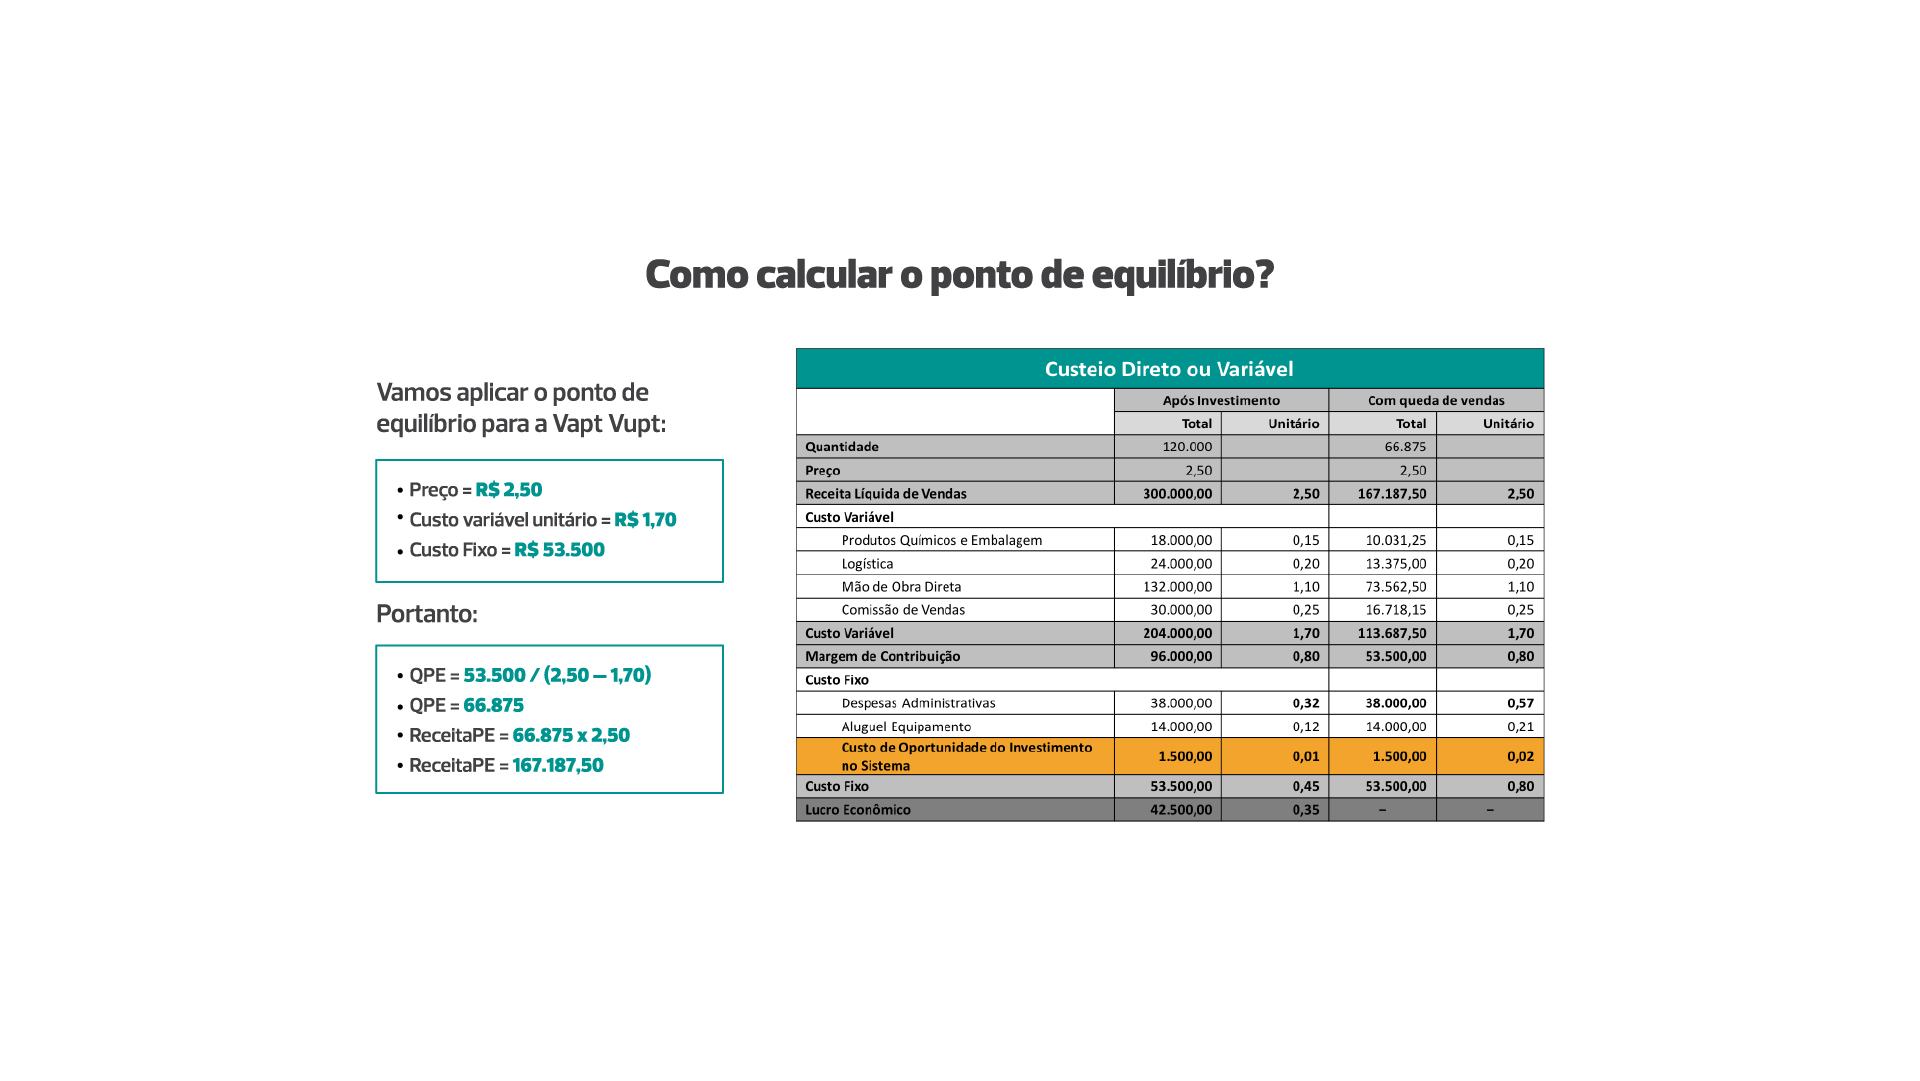 Como calcular o ponto de equilíbrio?
Vamos aplicar o ponto de
equilíbrio para a Vapt Vupt:
• Preço = R$ 2,50
• Custo variável unitário = R$ 1,70
• Custo Fixo = R$ 53.500
Portanto:
• QPE = 53.500 / (2,50 – 1,70)
• QPE = 66.875
• ReceitaPE = 66.875 x 2,50
• ReceitaPE = 167.187,50
Custeio Direto ou Variável
Após Investimento Com queda de vendas
Total Unitário Total Unitário
Quantidade 120.000 66.875
Preço 2,50 2,50
Receita Líquida de Vendas 300.000,00 2,50 167.187,50 2,50
Custo Variável
Produtos Químicos e Embalagem 18.000,00 0,15 10.031,25 0,15
Logística 24.000,00 0,20 13.375,00 0,20
Mão de Obra Direta 132.000,00 1,10 73.562,50 1,10
Comissão de Vendas 30.000,00 0,25 16.718,15 0,25
Custo Variável 204.000,00 1,70 113.687,50 1,70
Margem de Contribuição 96.000,00 0,80 53.500,00 0,80
Custo Fixo
Despesas Administrativas 38.000,00 0,32 38.000,00 0,57
Aluguel Equipamento 14.000,00 0,12 14.000,00 0,21
Custo de Oportunidade do Investimento
no Sistema 1.500,00 0,01 1.500,00 0,02
Custo Fixo 53.500,00 0,45 53.500,00 0,80
Lucro Econômico 42.500,00 0,35 – –